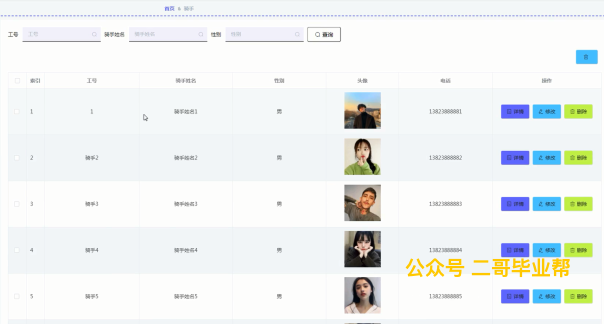 首页 骑手
工号 工号 骑手姓名 骑手姓名 性别 性别 查询
索引 工号 骑手姓名 性别 头像 电话 操作
1 1 骑手姓名1 男 13823888881 详情 修改 删除
2 骑手2 骑手姓名2 男 13823888882 详情 修改 删除
3 骑手3 骑手姓名3 男 13823888883 详情 修改 删除
4 骑手4 骑手姓名4 男 13823888884 详情 修改 删除
公众号 二哥毕业帮
5 骑手5 骑手姓名5 男 13823888885 详情 修改 删除